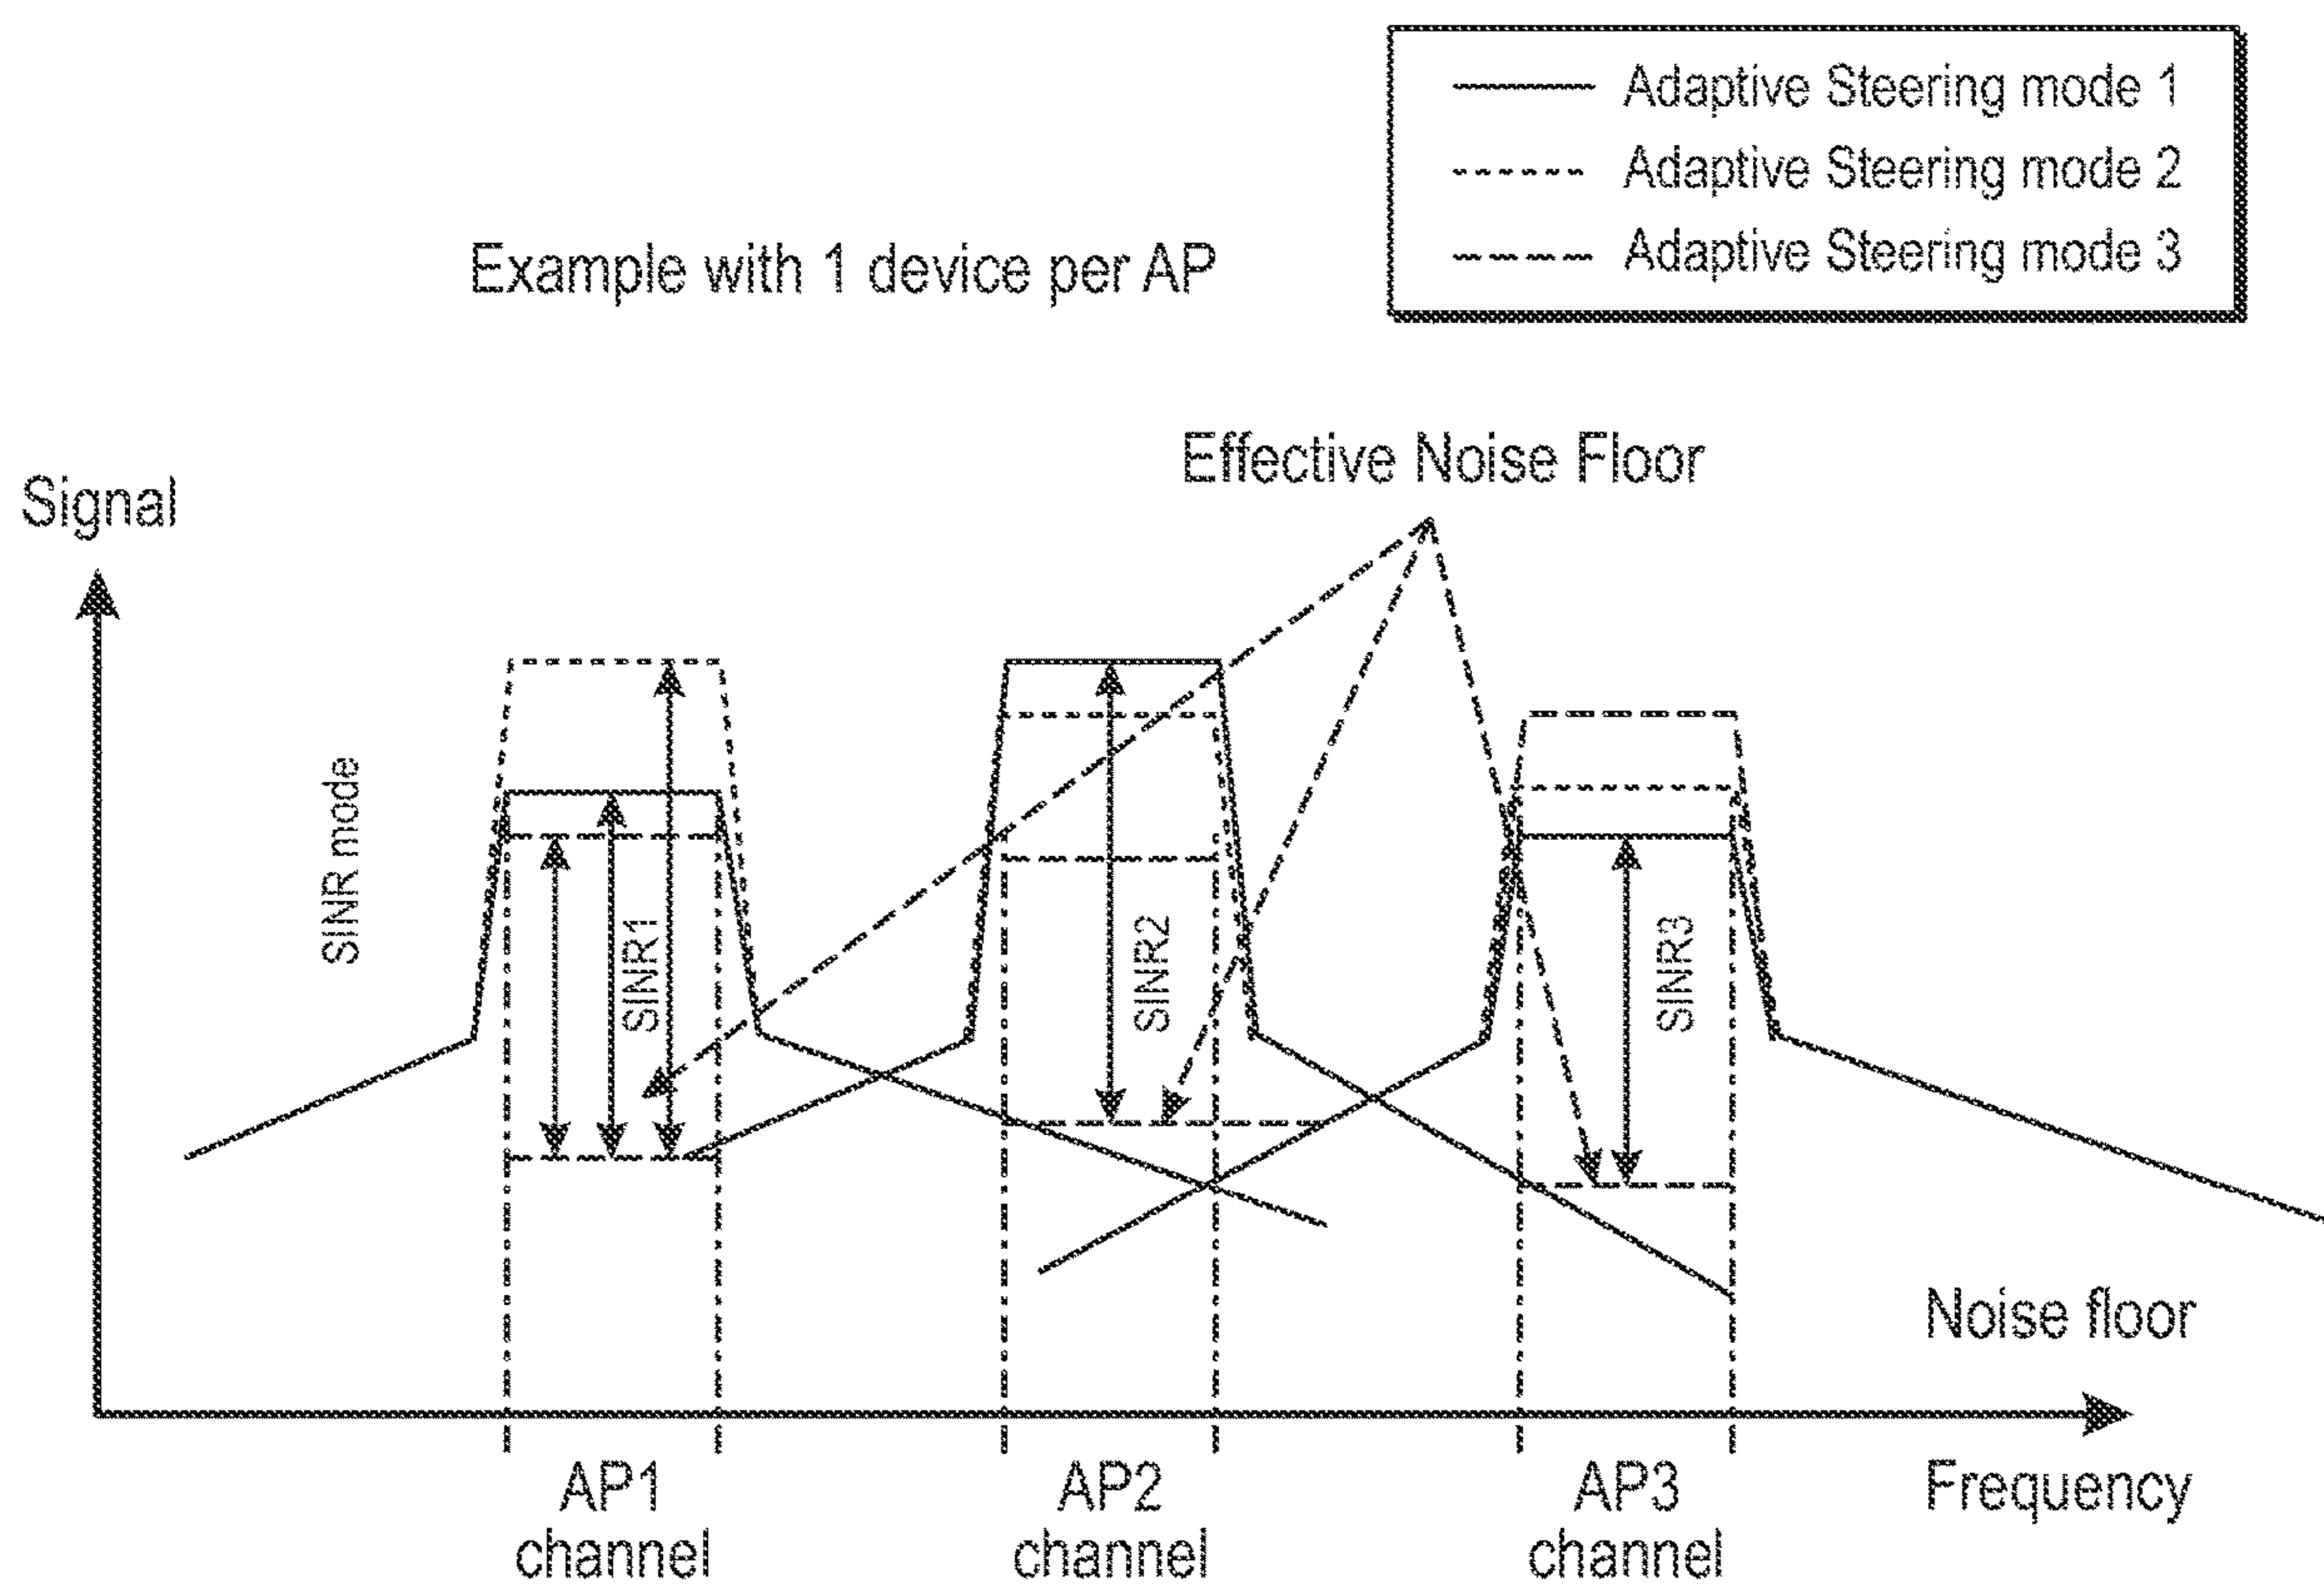 Adaptive Steering mode 1
Adaptive Steering mode 2
Adaptive Steering mode 3
Example with 1 device per AP
Effective Noise Floor
Signal
SINR mode
SINR1
SINR2
SINR3
Noise floor
AP1
channel
AP2
channel
AP3
channel
Frequency